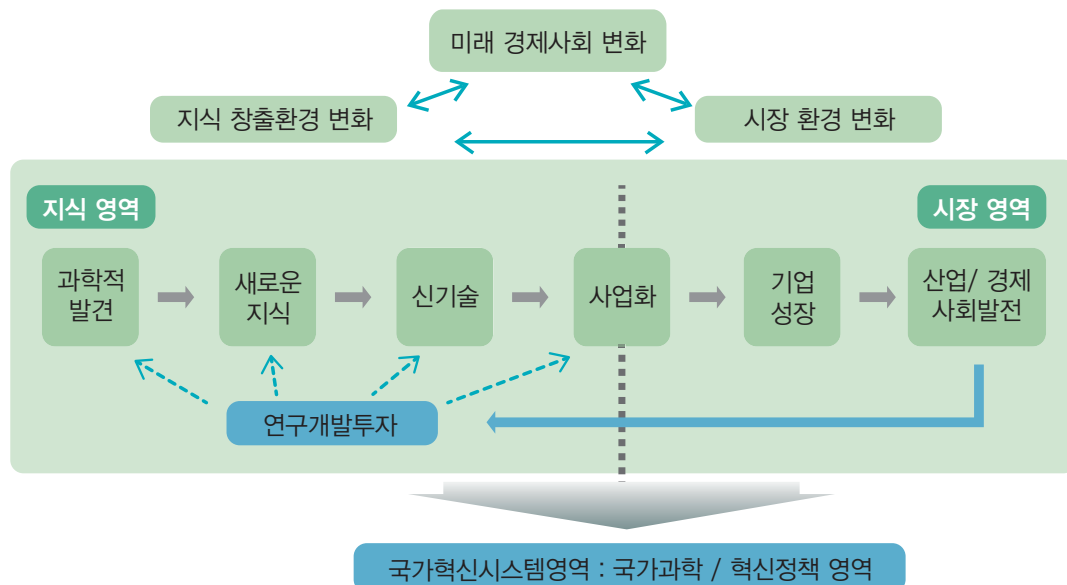 미래 경제사회 변화
지식 창출환경 변화
시장 환경 변화
지식 영역
시장 영역
과학적
발견
새로운
지식
신기술
사업화
기업
성장
산업/ 경제
사회발전
연구개발투자
국가혁신시스템영역 : 국가과학 / 혁신정책 영역